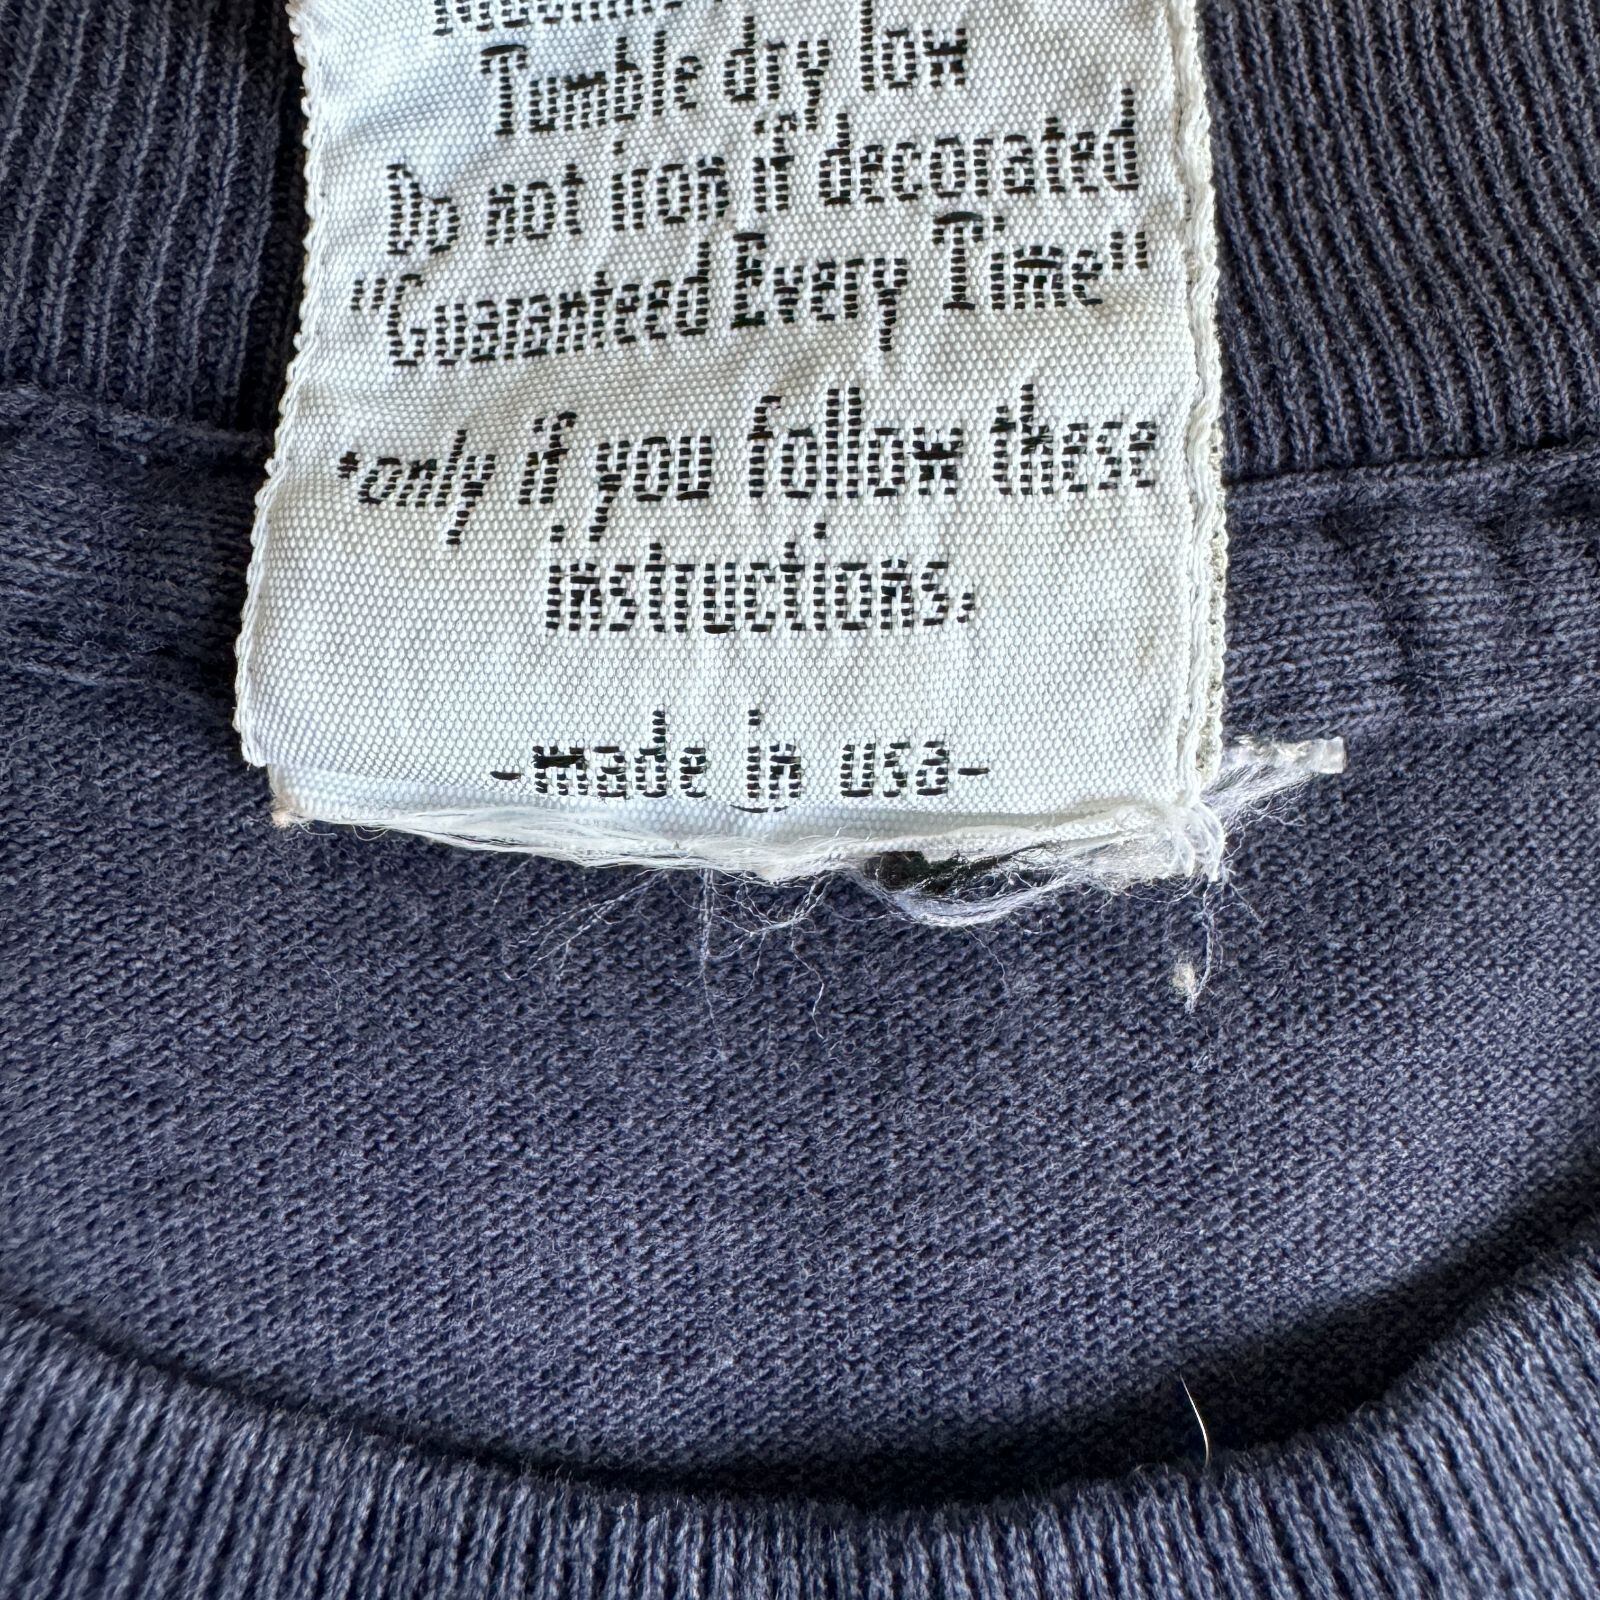 Tumble dry low
Do not iron if decorated
"Guaranteed Every Time"
*only if you follow these
instructions.
-made in usa-